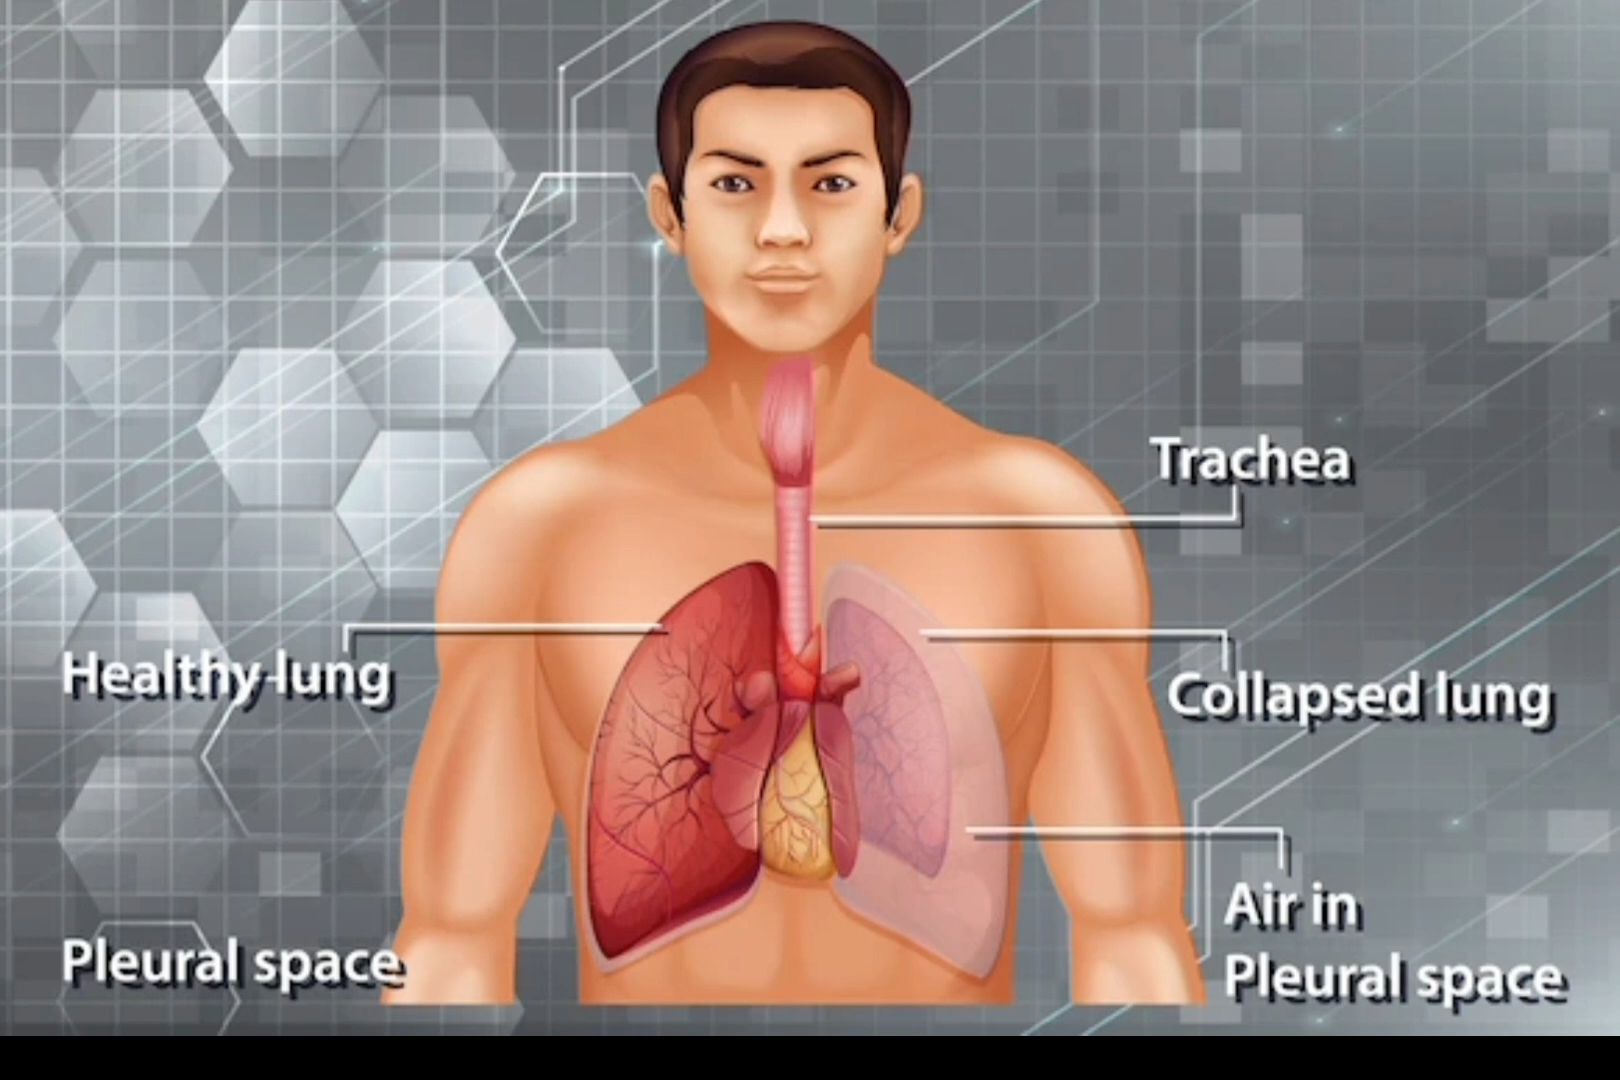 Trachea
Healthy lung
Collapsed lung
Air in
Pleural space
Pleural space